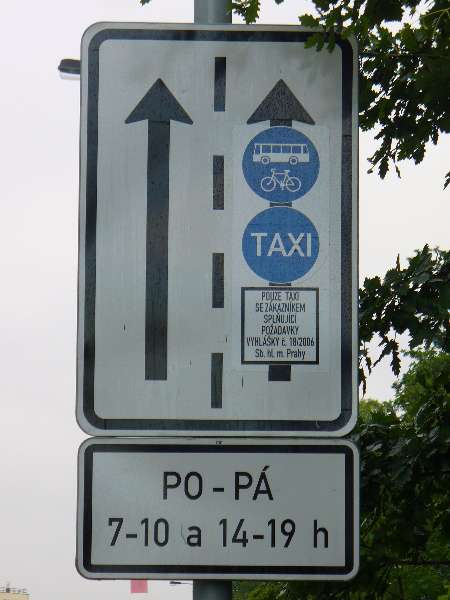 TAXI
POUZE TAXI
SE ZÁKAZNÍKEM
SPLŇUJÍCÍ
POŽADAVKY
VYHLÁŠKY č. 18/2006
Sb. hl. m. Prahy
PO - PÁ
7-10 a 14-19 h